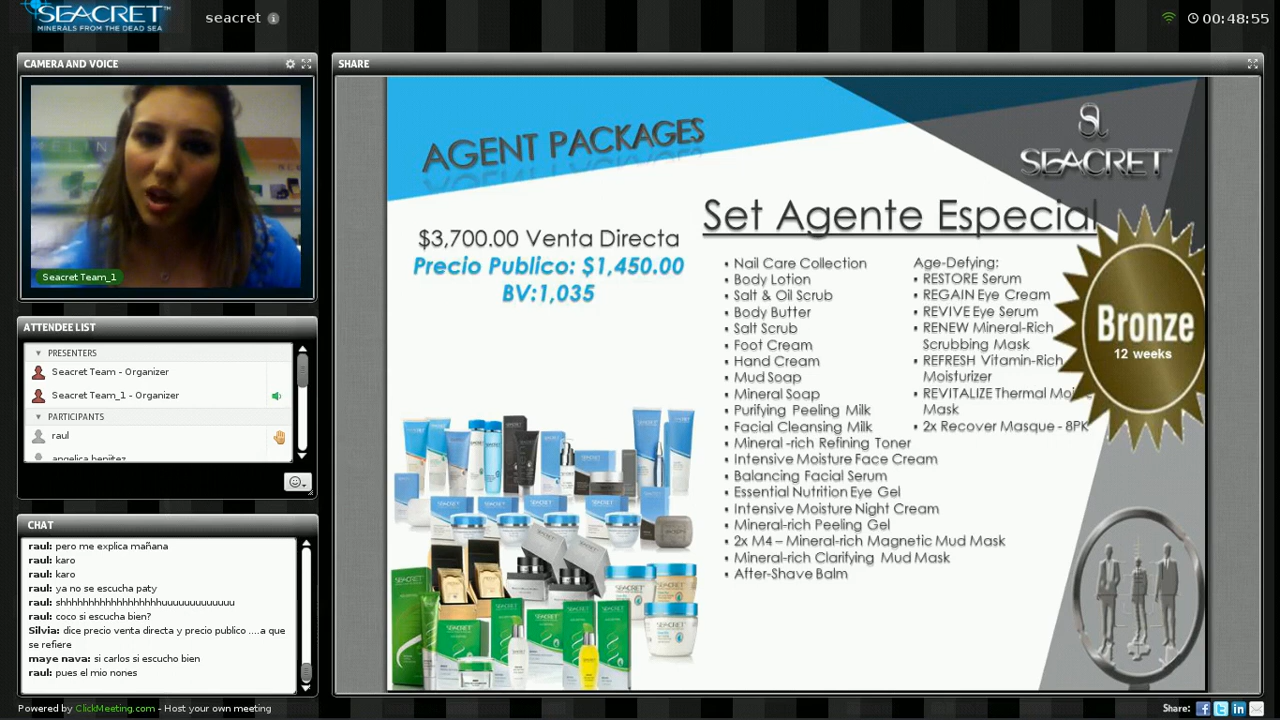 SEACRET™
MINERALS FROM THE DEAD SEA
seacret
00:48:55
CAMERA AND VOICE
Seacret Team_1
ATTENDEE LIST
PRESENTERS
Seacret Team - Organizer
Seacret Team_1 - Organizer
PARTICIPANTS
raul
angelica beniitez
CHAT
raul: pero me explica mañana
raul: karo
raul: karo
raul: ya no se escucha paty
raul: shhhhhhhhhhhhhhhhhhuuuuuuuuuuuu
raul: coco si escucha bien?
Silvia: dice precio venta directa y precio publico ....a que
se refiere
maye nava: si carlos si escucho bien
raul: pues el mio nones
SHARE
AGENT PACKAGES
SEACRET
$3,700.00 Venta Directa
Precio Publico: $1,450.00
BV:1,035
Set Agente Especial
• Nail Care Collection
• Body Lotion
• Salt & Oil Scrub
• Body Butter
• Salt Scrub
• Foot Cream
• Hand Cream
• Mud Soap
• Mineral Soap
• Purifying Peeling Milk
• Facial Cleansing Milk
• Mineral -rich Refining Toner
• Intensive Moisture Face Cream
• Balancing Facial Serum
• Essential Nutrition Eye Gel
• Intensive Moisture Night Cream
• Mineral-rich Peeling Gel
• 2x M4 – Mineral-rich Magnetic Mud Mask
• Mineral-rich Clarifying Mud Mask
• After-Shave Balm
Age-Defying:
• RESTORE Serum
• REGAIN Eye Cream
• REVIVE Eye Serum
• RENEW Mineral-Rich
Scrubbing Mask
• REFRESH Vitamin-Rich
Moisturizer
• REVITALIZE Thermal
Mask
• 2x Recover Masque - 8PK
Bronze
12 weeks
SEACRET
SEACRET
SEACRET
Powered by ClickMeeting.com - Host your own meeting
Share: